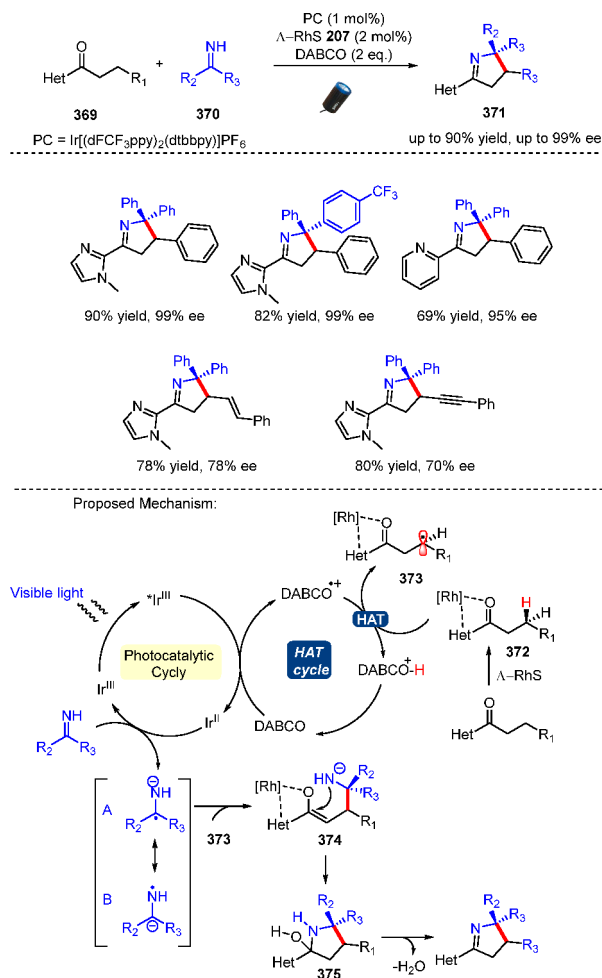 PC (1 mol%)
Λ–RhS 207 (2 mol%)
DABCO (2 eq.)
O
Het
R1
369
+
NH
R2
R3
370
R2
N
R3
Het
R3
371
PC = Ir[(dFCF3ppy)2(dtbbpy)]PF6
up to 90% yield, up to 99% ee
Ph
Ph
N
N
N
90% yield, 99% ee
Ph
CF3
N
N
N
82% yield, 99% ee
Ph
Ph
N
N
69% yield, 95% ee
Ph
Ph
N
N
N
Ph
78% yield, 78% ee
Ph
Ph
N
N
N
Ph
80% yield, 70% ee
Proposed Mechanism:
[Rh]
O
H
Het
R1
373
Visible light
*IrIII
DABCO•+
HAT
[Rh]
O
H
H
Het
R1
372
Photocatalytic
Cycly
HAT
cycle
DABCO-H
+
Λ–RhS
IrIII
IrII
DABCO
O
Het
R1
NH
R2
R3
A
NH
R2
R3
B
NH
R2
R3
373
[Rh]
O
HN
R2
R3
Het
R1
374
H
N
R2
R3
H
O
Het
R1
375
-H2O
R2
N
R3
Het
R3